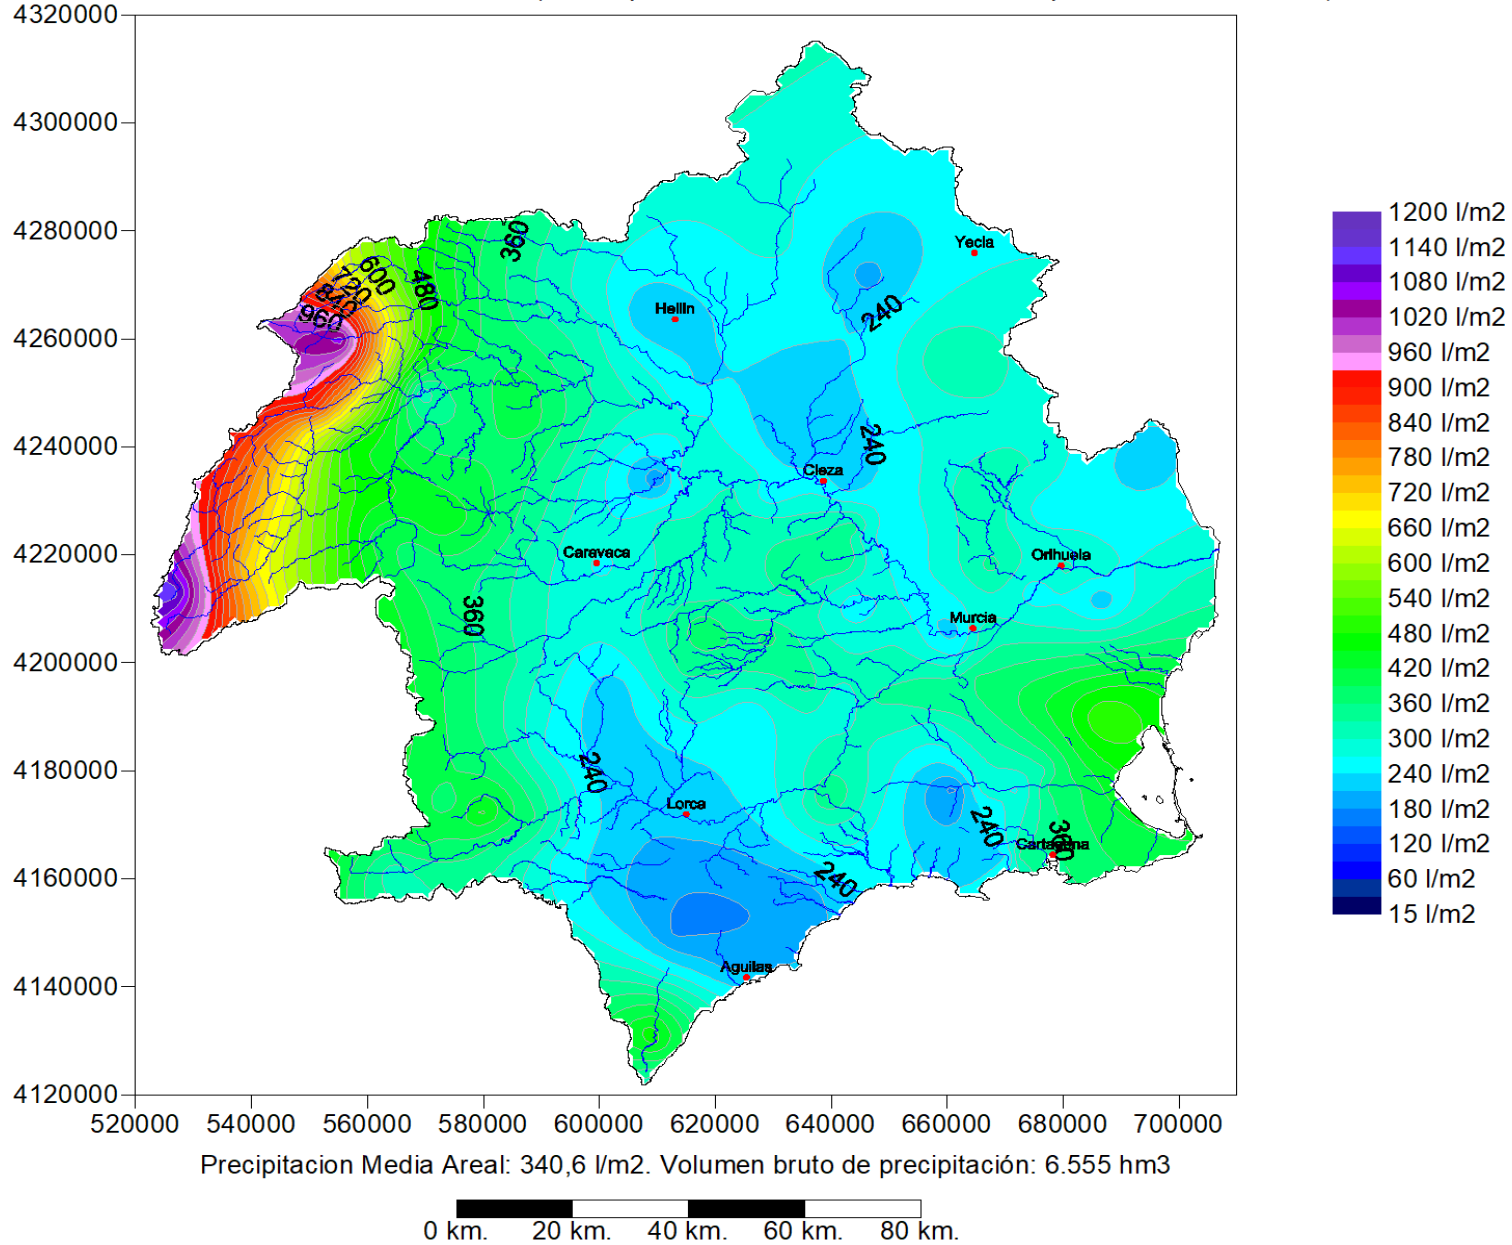 4320000
4300000
4280000
4260000
4240000
4220000
4200000
4180000
4160000
4140000
4120000
520000 540000 560000 580000 600000 620000 640000 660000 680000 700000
360
600
720
840
960
480
Yecla
Hellin
240
240
Cieza
Caravaca
Orihuela
360
Murcia
240
Lorca
240
360
Cartagena
240
Aguilas
1200 l/m2
1140 l/m2
1080 l/m2
1020 l/m2
960 l/m2
900 l/m2
840 l/m2
780 l/m2
720 l/m2
660 l/m2
600 l/m2
540 l/m2
480 l/m2
420 l/m2
360 l/m2
300 l/m2
240 l/m2
180 l/m2
120 l/m2
60 l/m2
15 l/m2
Precipitacion Media Areal: 340,6 l/m2. Volumen bruto de precipitación: 6.555 hm3
0 km. 20 km. 40 km. 60 km. 80 km.